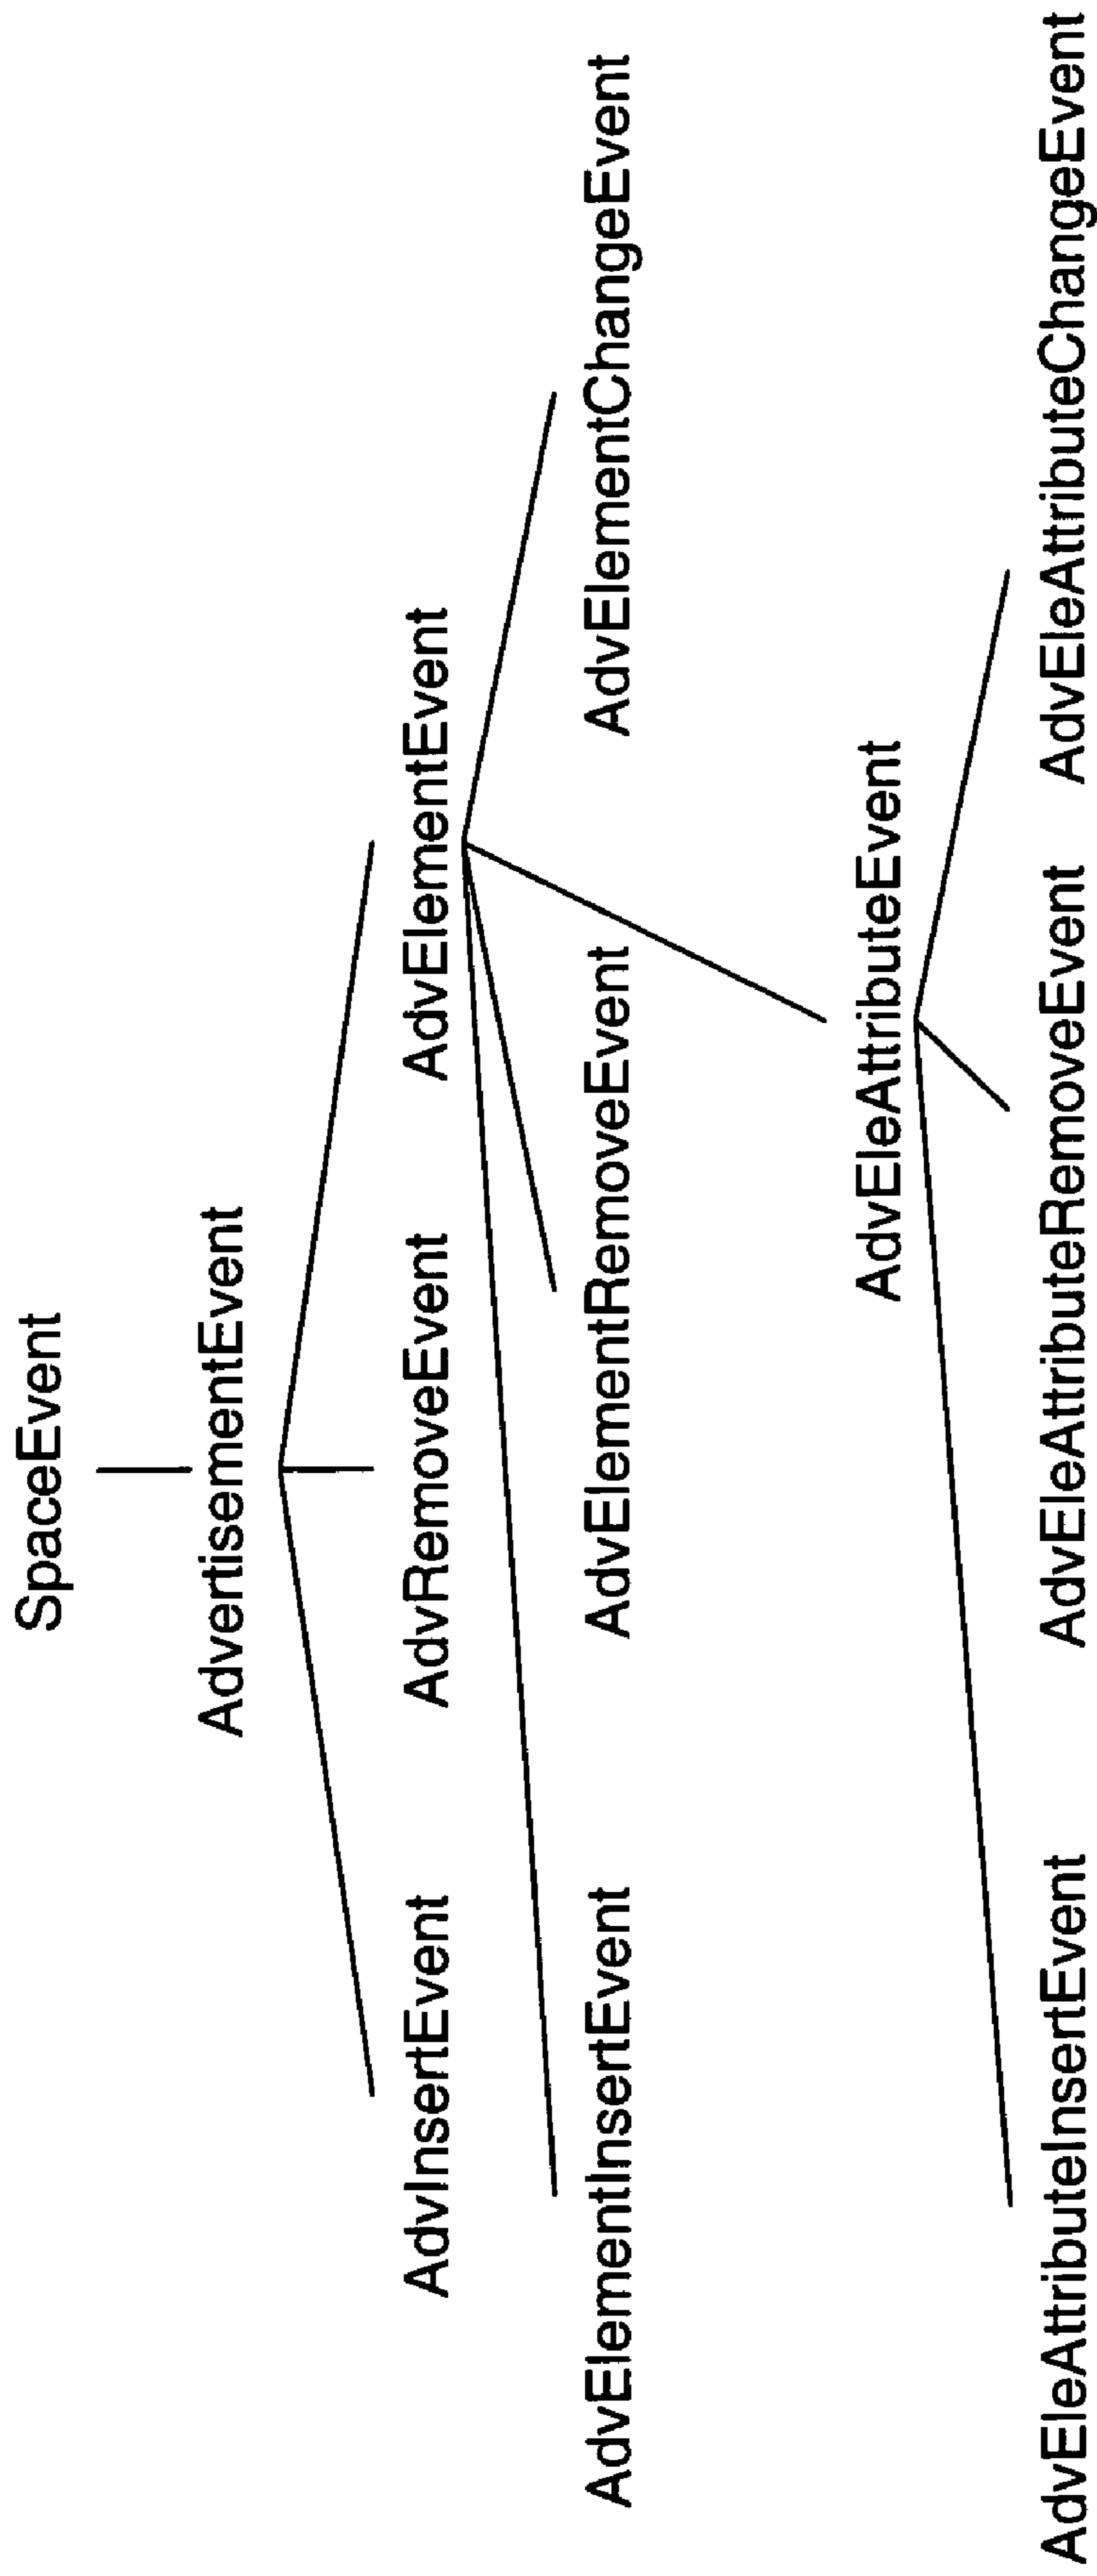 SpaceEvent
AdvertisementEvent
AdvInsertEvent AdvRemoveEvent AdvElementEvent
AdvElementInsertEvent AdvElementRemoveEvent AdvElementChangeEvent
AdvEleAttributeEvent
AdvEleAttributeInsertEvent AdvEleAttributeRemoveEvent AdvEleAttributeChangeEvent